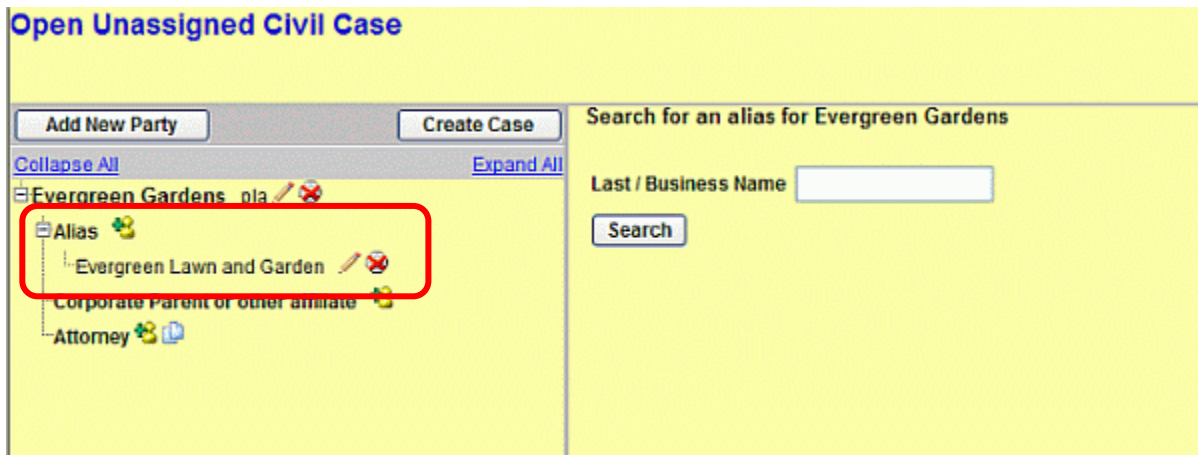 Open Unassigned Civil Case
Add New Party
Create Case
Collapse All
Expand All
Evergreen Gardens pla
Alias
Evergreen Lawn and Garden
Corporate Parent or other affiliate
Attorney
Search for an alias for Evergreen Gardens
Last / Business Name
Search